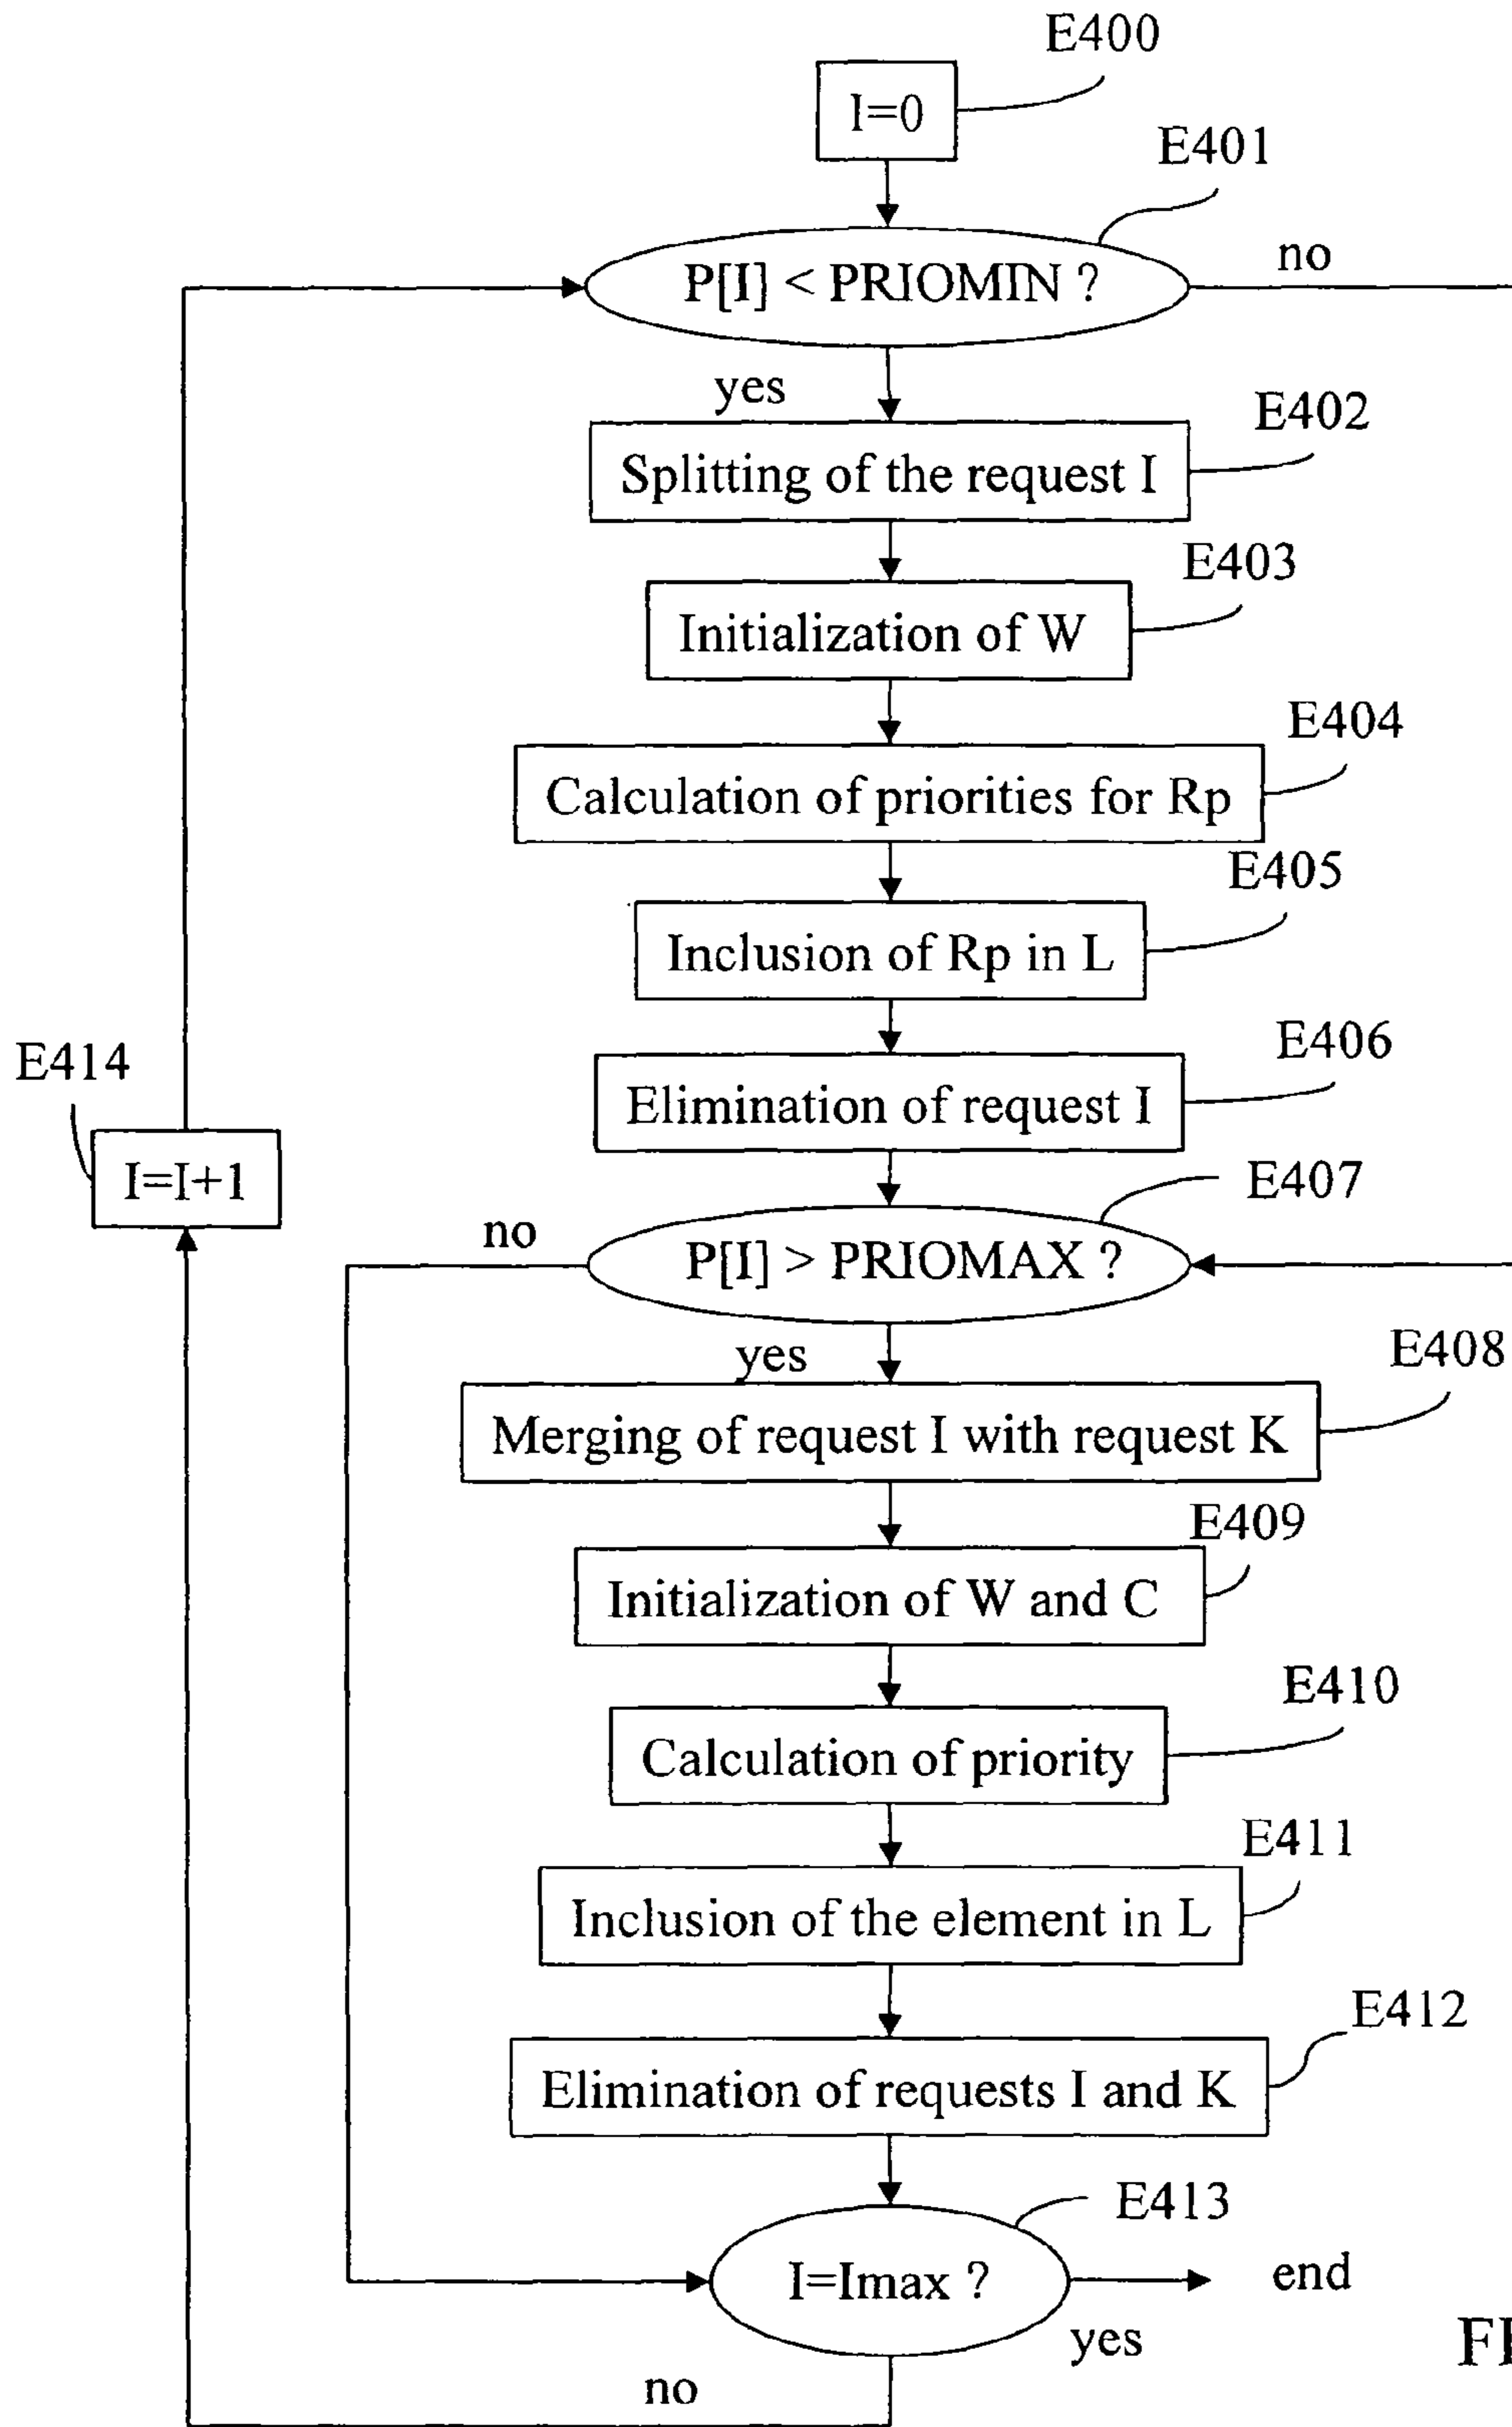 E400
I=0
E401
P[I] < PRIOMIN ?
no
yes
E402
Splitting of the request I
E403
Initialization of W
E404
Calculation of priorities for Rp
E405
Inclusion of Rp in L
E406
Elimination of request I
E414
I=I+1
E407
no
P[I] > PRIOMAX ?
yes
E408
Merging of request I with request K
E409
Initialization of W and C
E410
Calculation of priority
E411
Inclusion of the element in L
E412
Elimination of requests I and K
E413
I=Imax ?
end
yes
no